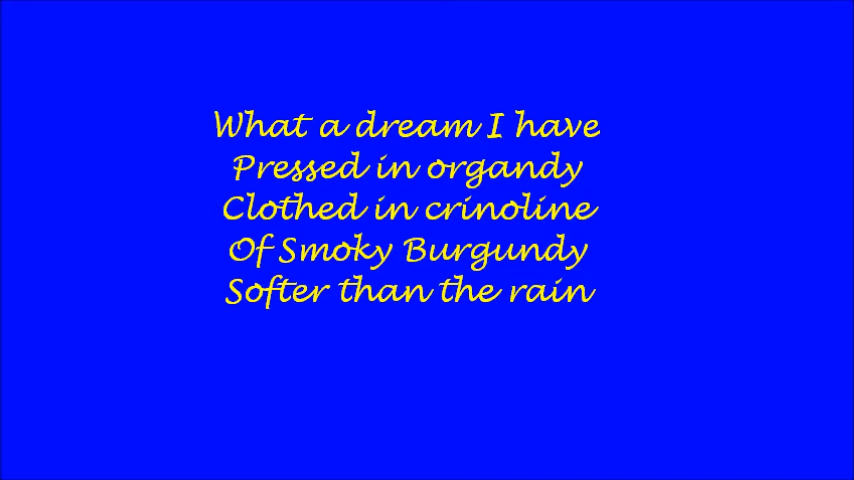 What a dream I have
Pressed in organdy
Clothed in crinoline
Of Smoky Burgundy
Softer than the rain